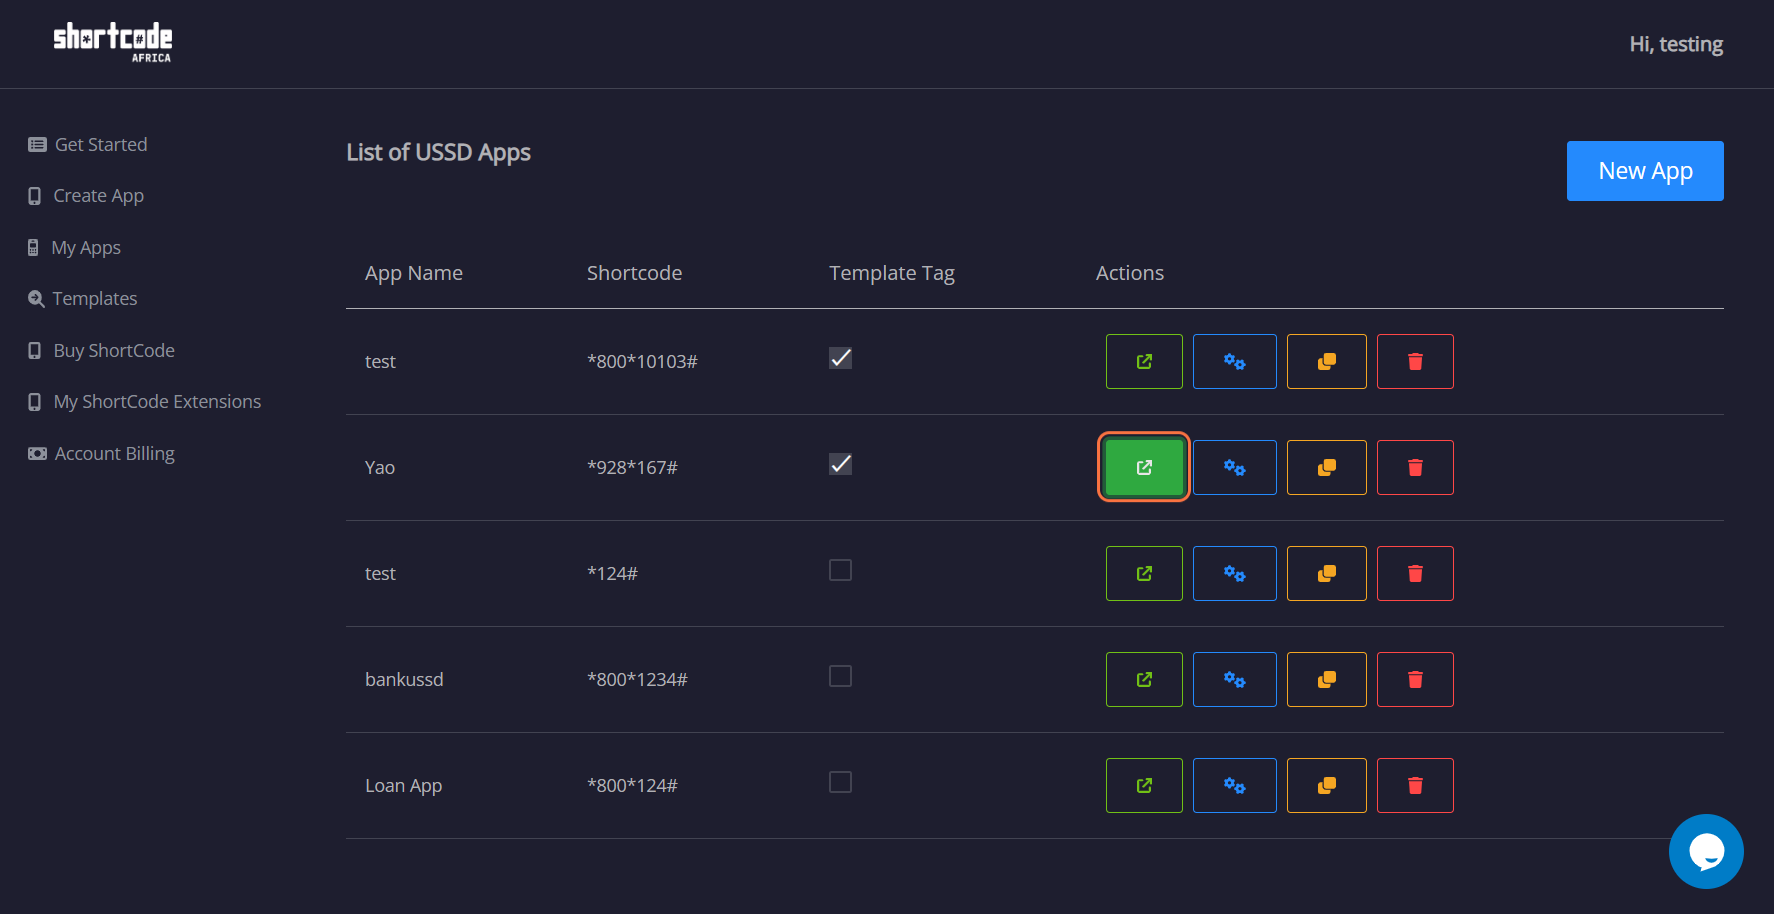 shortcode
AFRICA
Hi, testing
Get Started
Create App
My Apps
Templates
Buy ShortCode
My ShortCode Extensions
Account Billing
List of USSD Apps
New App
App Name Shortcode Template Tag Actions
test *800*10103#
Yao *928*167#
test *124#
bankussd *800*1234#
Loan App *800*124#